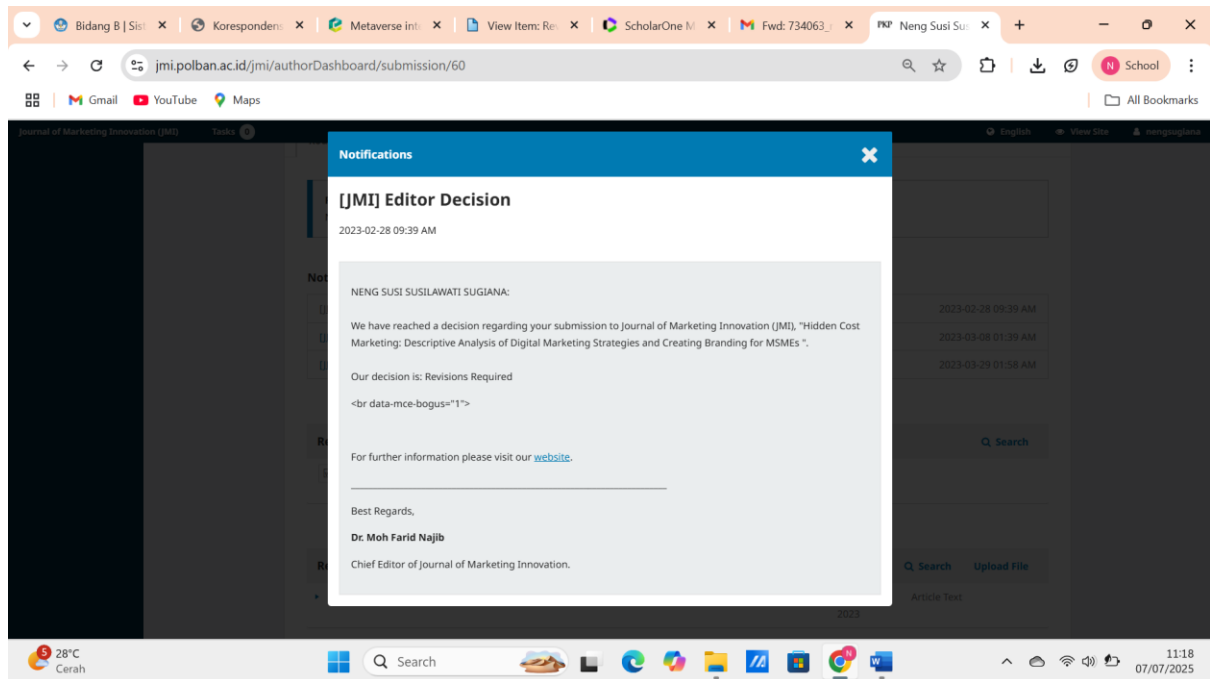 Bidang B | Sist
Korespondens
Metaverse inte
View Item: Rev
ScholarOne M
Fwd: 734063_
PKP Neng Susi Sus
jmi.polban.ac.id/jmi/authorDashboard/submission/60
N School
Gmail
YouTube
Maps
All Bookmarks
Journal of Marketing Innovation (JMI)
Tasks 0
English
View Site
nengsugiana
Notifications
[JMI] Editor Decision
2023-02-28 09:39 AM
Not
NENG SUSI SUSILAWATI SUGIANA:
2023-02-28 09:39 AM
We have reached a decision regarding your submission to Journal of Marketing Innovation (JMI), "Hidden Cost
Marketing: Descriptive Analysis of Digital Marketing Strategies and Creating Branding for MSMEs ".
2023-03-08 01:39 AM
2023-03-29 01:58 AM
Our decision is: Revisions Required
<br data-mce-bogus="1">
Re
Search
For further information please visit our website.
Best Regards,
Dr. Moh Farid Najib
Chief Editor of Journal of Marketing Innovation.
Re
Search
Upload File
Article Text
2023
5
28°C
Cerah
Search
11:18
07/07/2025